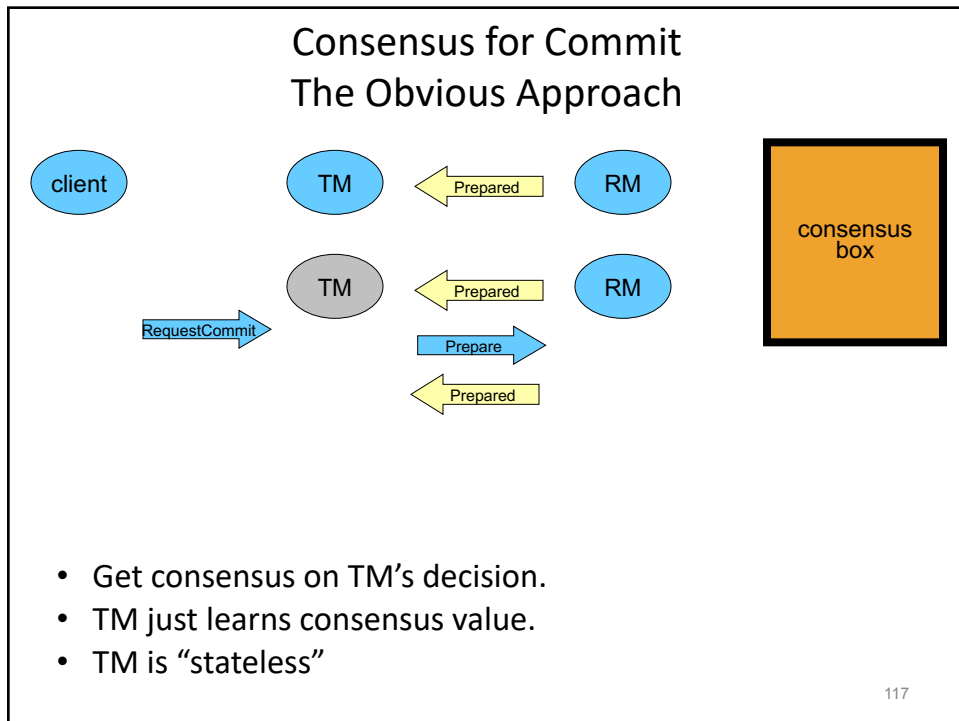 Consensus for Commit
The Obvious Approach
client
TM
Prepared
RM
consensus
box
TM
Prepared
RM
RequestCommit
Prepare
Prepared
• Get consensus on TM’s decision.
• TM just learns consensus value.
• TM is “stateless”
117